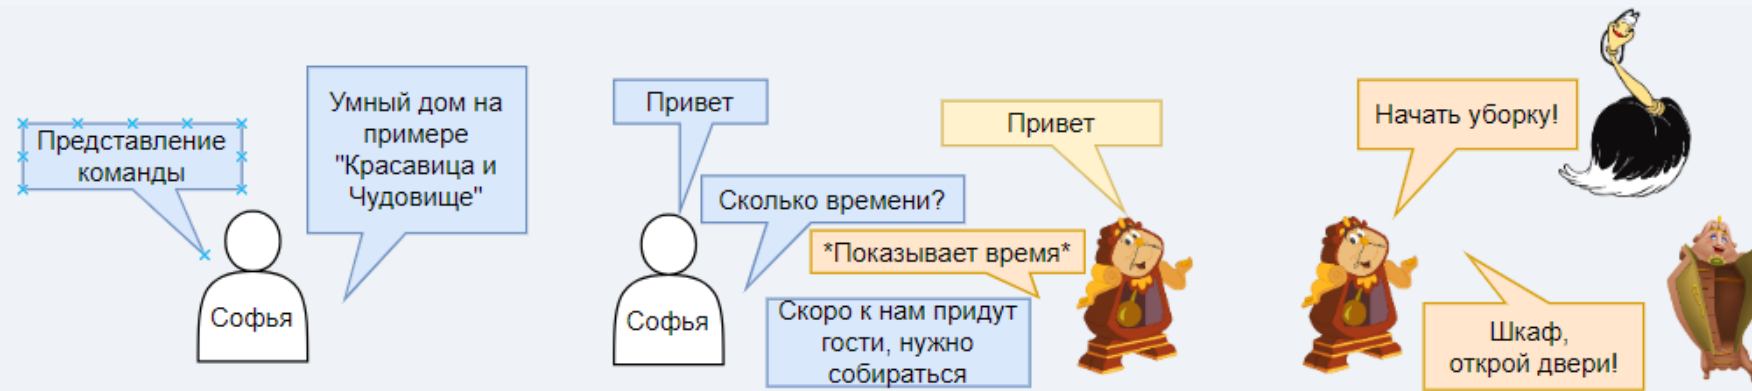 Представление
команды
Софья
Умный дом на
примере
"Красавица и
Чудовище"
Привет
Софья
Сколько времени?
*Показывает время*
Скоро к нам придут
гости, нужно
собираться
Привет
Начать уборку!
Шкаф,
открой двери!